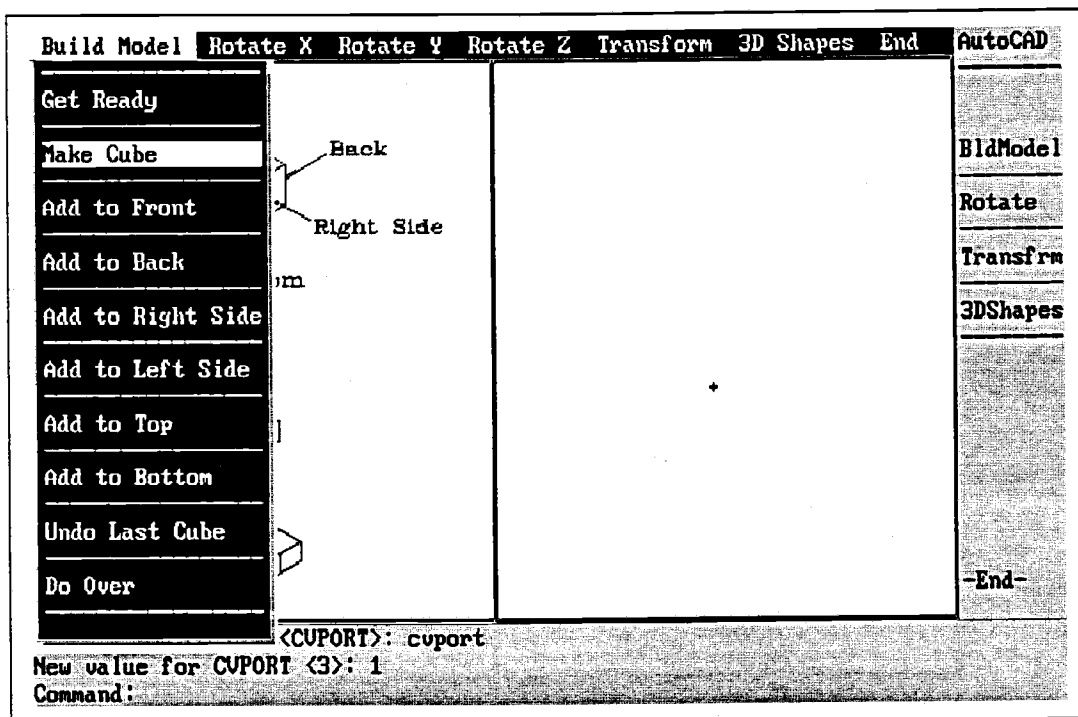 Build Model Rotate X Rotate Y Rotate Z Transform 3D Shapes End AutoCAD
Get Ready
Make Cube
Add to Front
Add to Back
Add to Right Side
Add to Left Side
Add to Top
Add to Bottom
Undo Last Cube
Do Over
Back
Right Side
om
BldModel
Rotate
Transfrm
3DShapes
-End-
<CVPORT>: cvport
New value for CVPORT <3>: 1
Command: